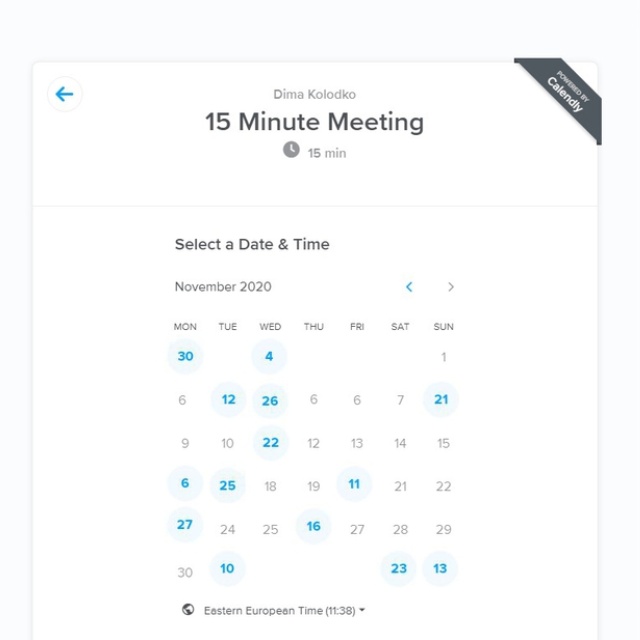 POWERED BY
Calendly
Dima Kolodko
15 Minute Meeting
15 min
Select a Date & Time
November 2020
MON TUE WED THU FRI SAT SUN
30 4 1
6 12 26 6 6 7 21
9 10 22 12 13 14 15
6 25 18 19 11 21 22
27 24 25 16 27 28 29
30 10 23 13
Eastern European Time (11:38)